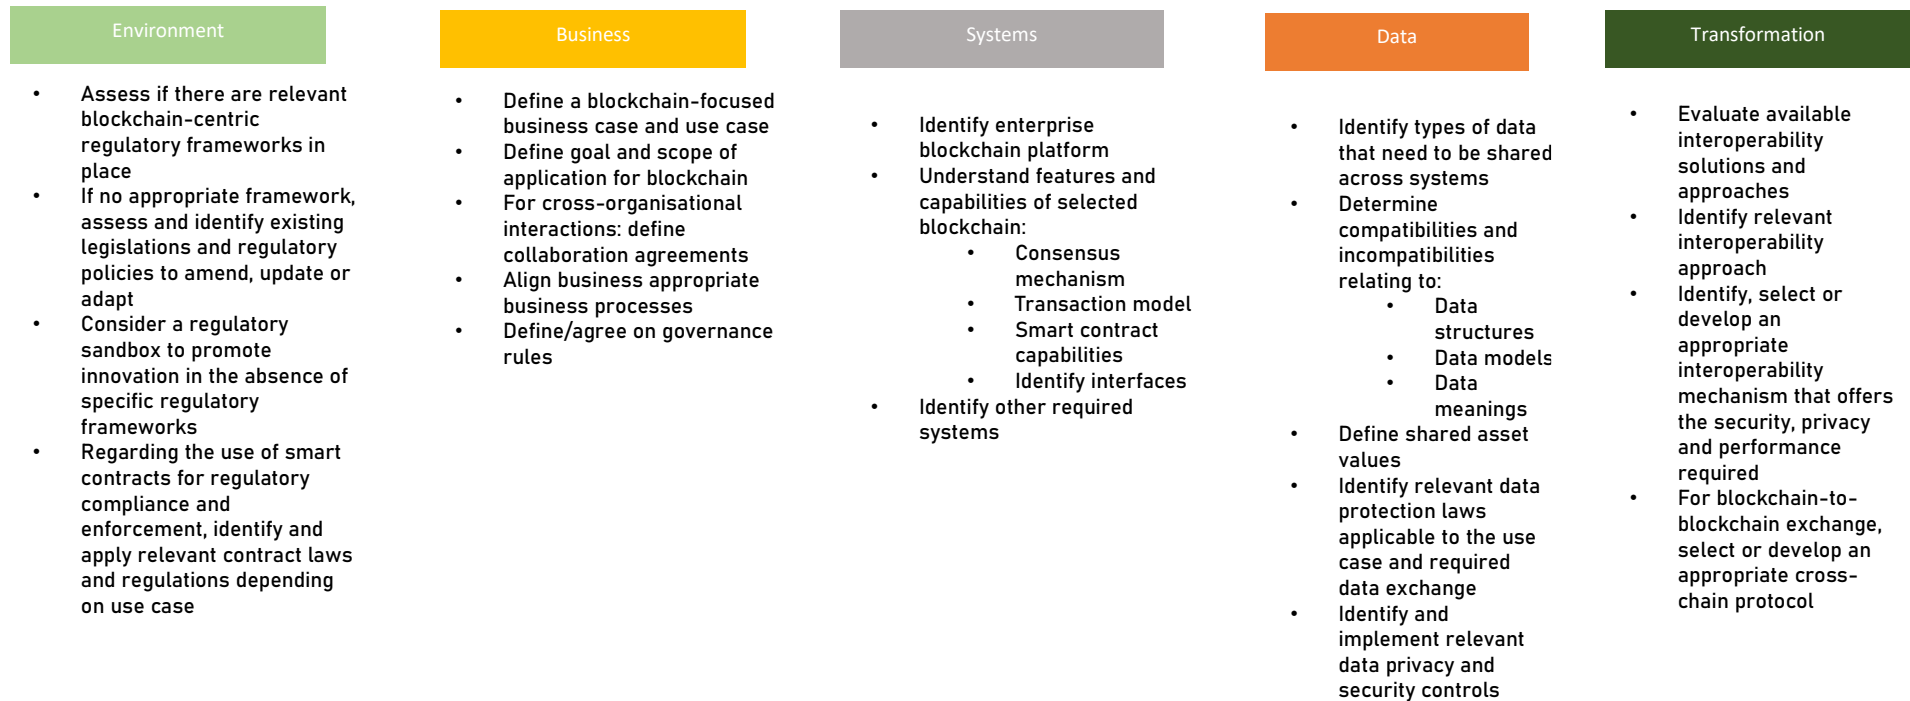 Environment
• Assess if there are relevant
blockchain-centric
regulatory frameworks in
place
• If no appropriate framework,
assess and identify existing
legislations and regulatory
policies to amend, update or
adapt
• Consider a regulatory
sandbox to promote
innovation in the absence of
specific regulatory
frameworks
• Regarding the use of smart
contracts for regulatory
compliance and
enforcement, identify and
apply relevant contract laws
and regulations depending
on use case
Business
• Define a blockchain-focused
business case and use case
• Define goal and scope of
application for blockchain
• For cross-organisational
interactions: define
collaboration agreements
• Align business appropriate
business processes
• Define/agree on governance
rules
Systems
• Identify enterprise
blockchain platform
• Understand features and
capabilities of selected
blockchain:
• Consensus
mechanism
• Transaction model
• Smart contract
capabilities
• Identify interfaces
• Identify other required
systems
Data
• Identify types of data
that need to be shared
across systems
• Determine
compatibilities and
incompatibilities
relating to:
• Data
structures
• Data models
• Data
meanings
• Define shared asset
values
• Identify relevant data
protection laws
applicable to the use
case and required
data exchange
• Identify and
implement relevant
data privacy and
security controls
Transformation
• Evaluate available
interoperability
solutions and
approaches
• Identify relevant
interoperability
approach
• Identify, select or
develop an
appropriate
interoperability
mechanism that offers
the security, privacy
and performance
required
• For blockchain-to-
blockchain exchange,
select or develop an
appropriate cross-
chain protocol